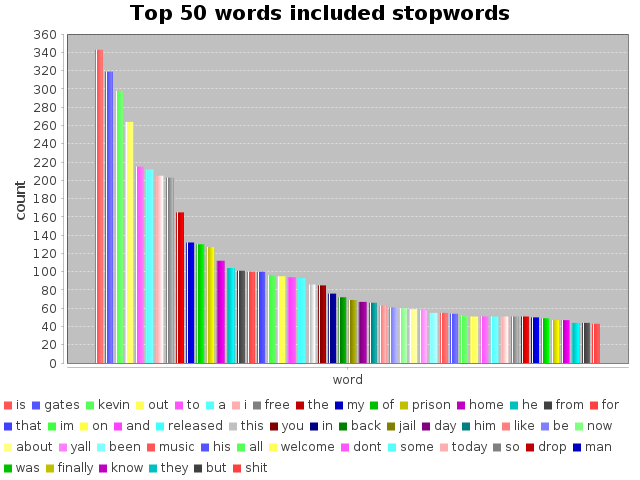 Top 50 words included stopwords
360
340
320
300
280
260
240
220
200
180
160
140
120
100
80
60
40
20
0
count
word
is gates kevin out to a i free the my of prison home he from for
that im on and released this you in back jail day him like be now
about yall been music his all welcome dont some today so drop man
was finally know they but shit